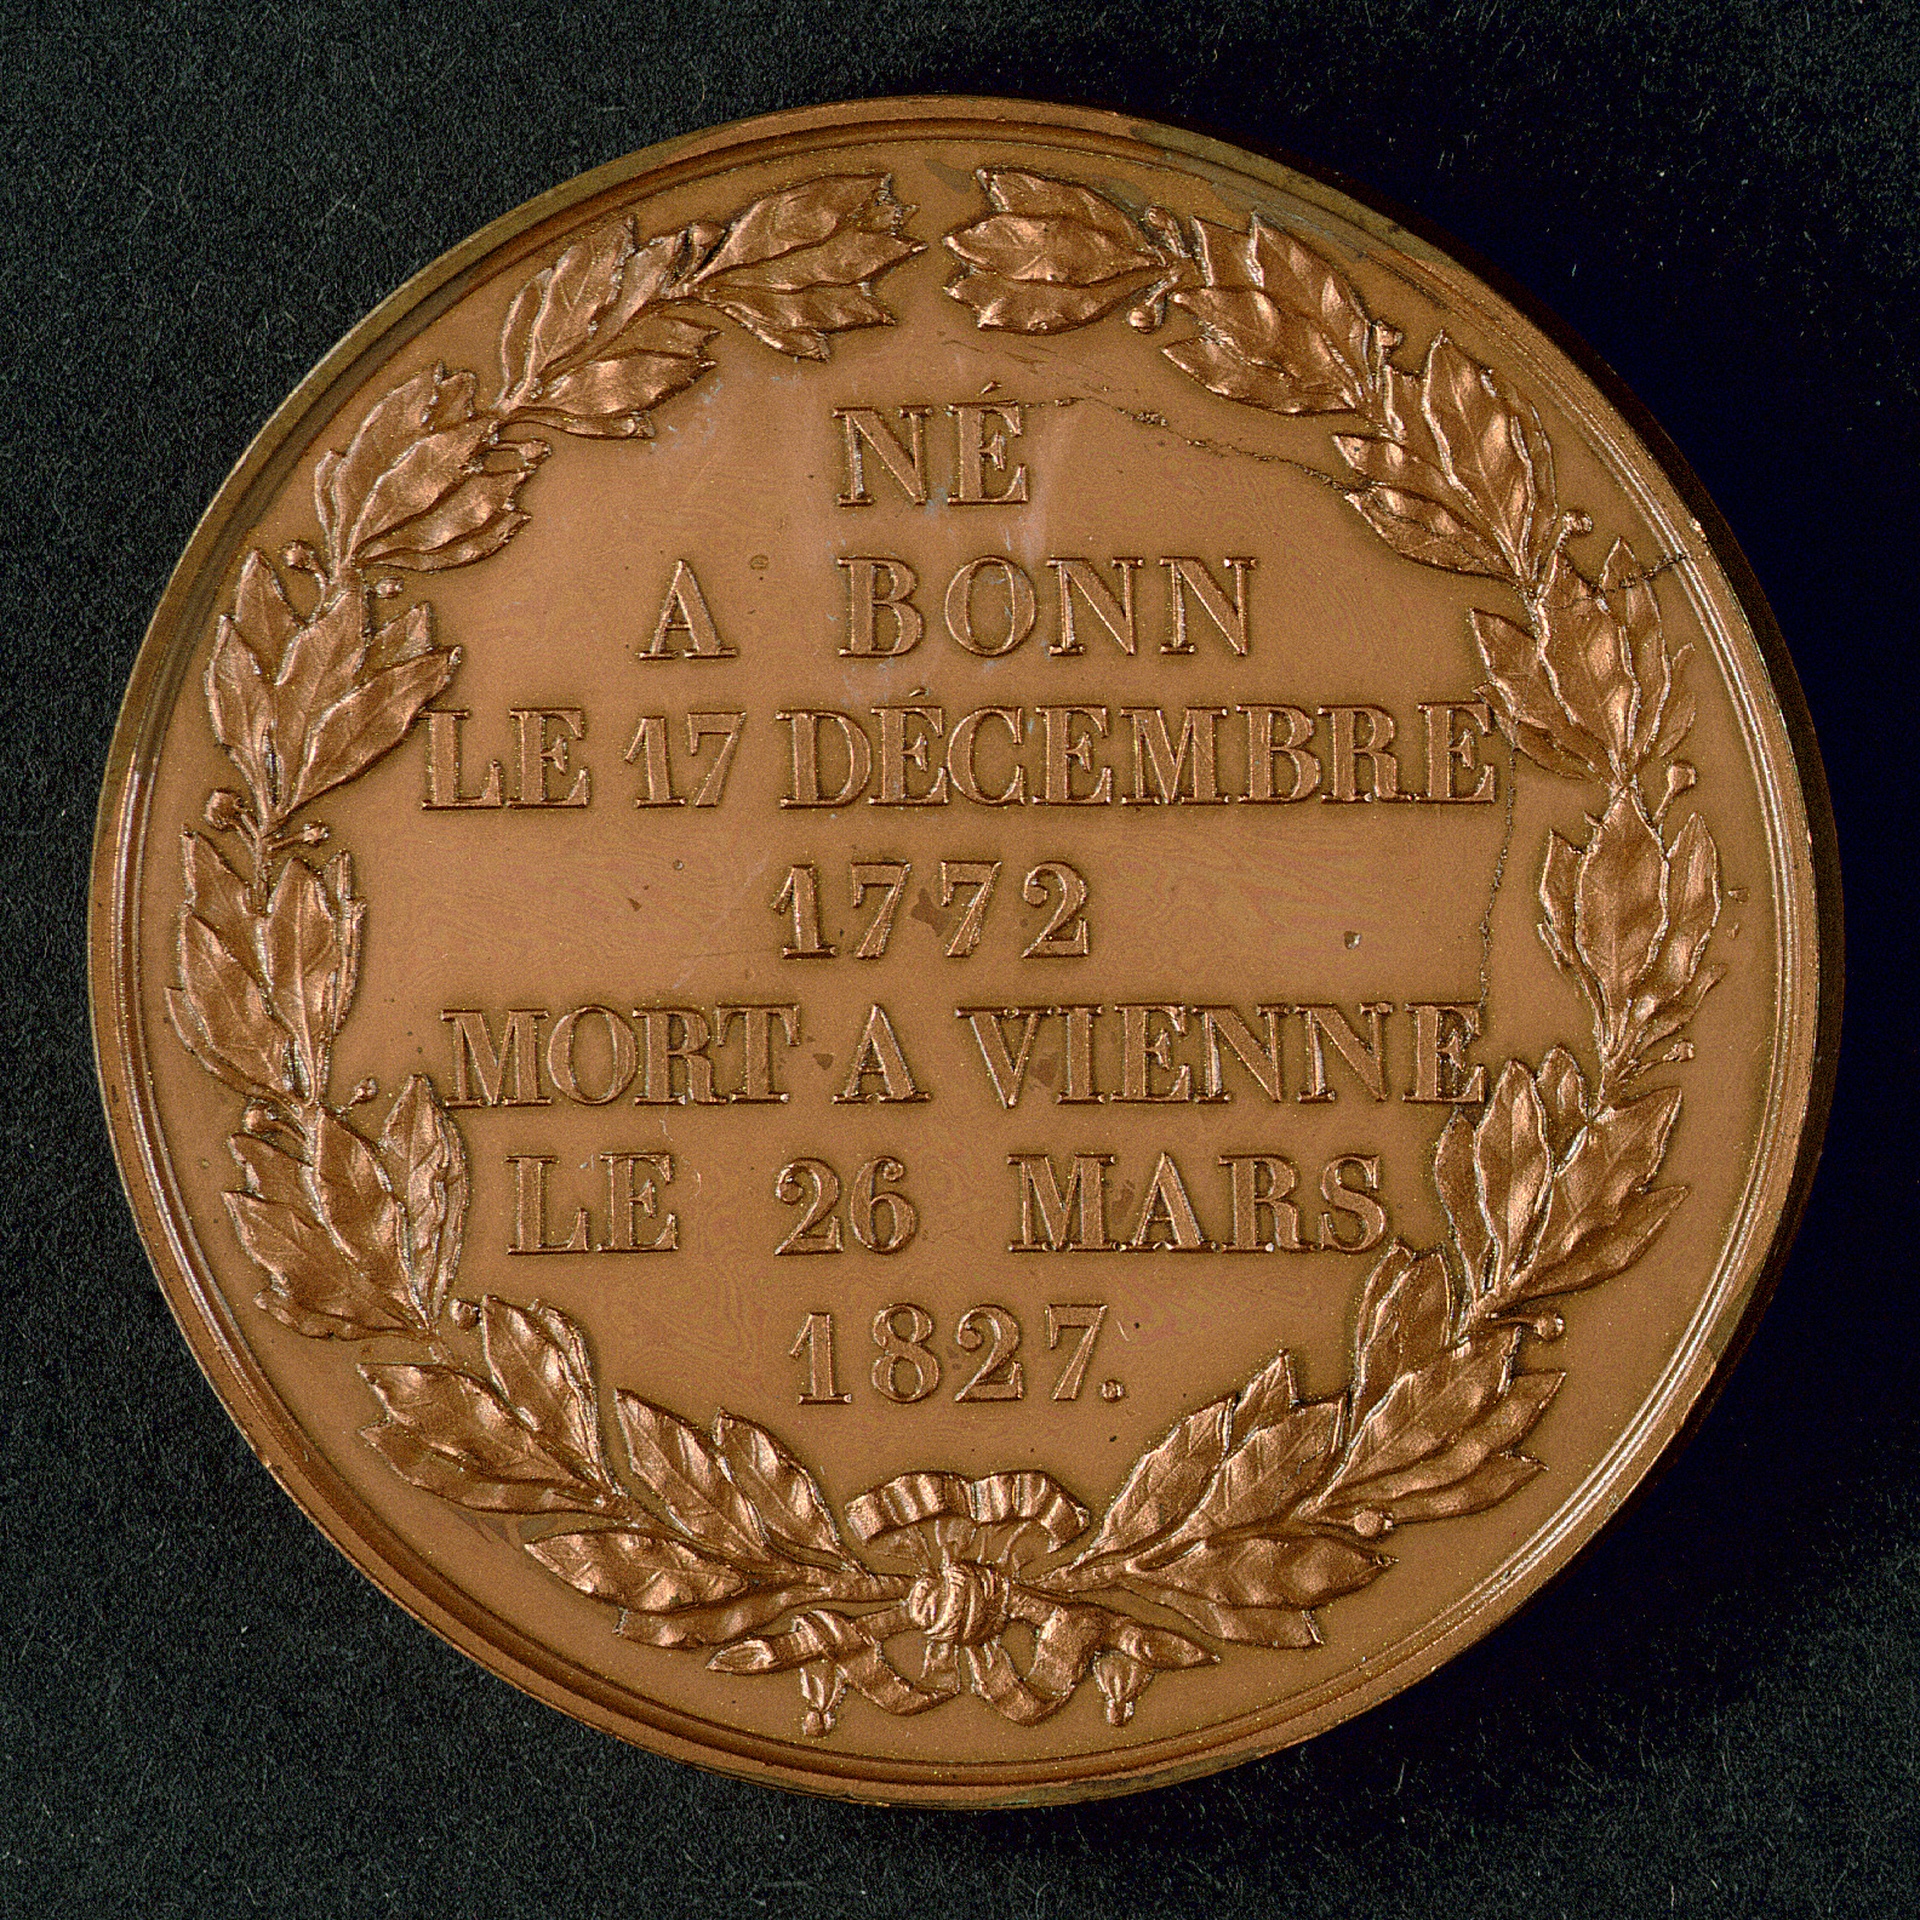 NÉ
A BONN
LE 17 DÉCEMBRE
1772
MORT A VIENNE
LE 26 MARS
1827.